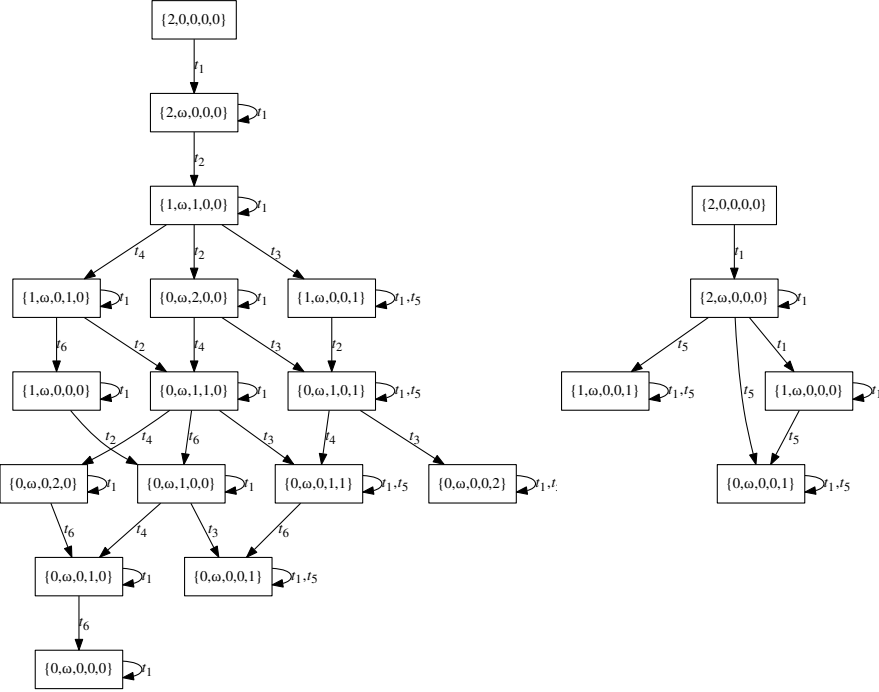 {2,0,0,0,0}
t1
{2,ω,0,0,0} t1
t2
{1,ω,1,0,0} t1
{2,0,0,0,0}
t4 t2 t3
t1
{1,ω,0,1,0} t1 {0,ω,2,0,0} t1 {1,ω,0,0,1} t1,t5
{2,ω,0,0,0} t1
t6 t2 t4 t3 t2
t5 t5 t1
{1,ω,0,0,0} t1 {0,ω,1,1,0} t1 {0,ω,1,0,1} t1,t5
{1,ω,0,0,1} t1,t5 {1,ω,0,0,0} t1
t2 t4 t6 t3 t4 t3
t5
{0,ω,0,2,0} t1 {0,ω,1,0,0} t1 {0,ω,0,1,1} t1,t5 {0,ω,0,0,2} t1,
{0,ω,0,0,1} t1,t5
t6 t4 t3 t6
{0,ω,0,1,0} t1 {0,ω,0,0,1} t1,t5
t6
{0,ω,0,0,0} t1